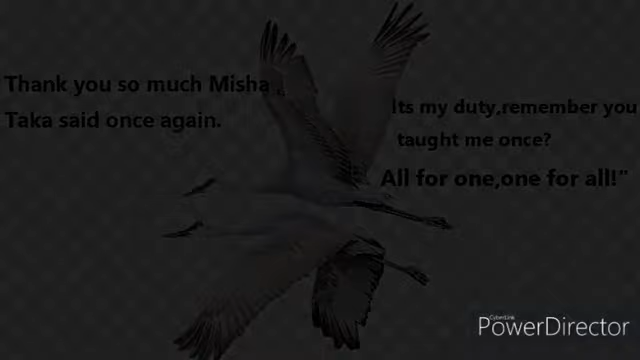 Thank you so much Misha ,
Taka said once again.
Its my duty,remember you
taught me once?
All for one,one for all!”
CyberLink
PowerDirector